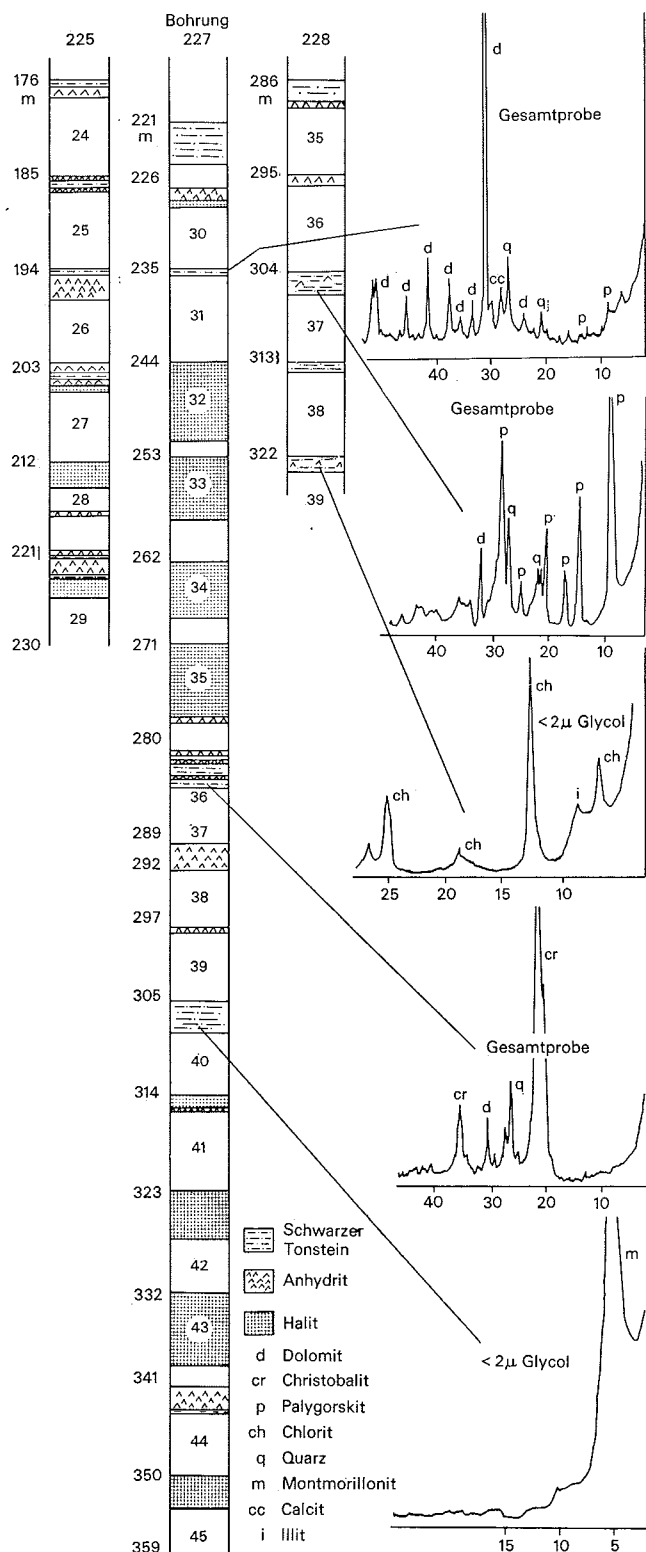 Bohrung
225
227
228
176
m
24
185
25
194
26
203
27
212
28
221
29
230
221
m
226
30
235
31
244
32
253
33
262
34
271
35
280
36
37
289
292
38
297
39
305
40
314
41
323
42
332
43
341
44
350
45
359
286
m
35
295
36
304
37
3131
38
322
39
d
Gesamtprobe
d d d d d d cc q d q p p
40 30 20 10
Gesamtprobe
p
d p q p q p p p
40 30 20 10
ch
<2μ Glycol
ch ch i ch
25 20 15 10
cr
Gesamtprobe
cr d q
40 30 20 10
m
<2μ Glycol
15 10 5
Schwarzer
Tonstein
Anhydrit
Halit
d Dolomit
cr Christobalit
p Palygorskit
ch Chlorit
q Quarz
m Montmorillonit
cc Calcit
i Illit